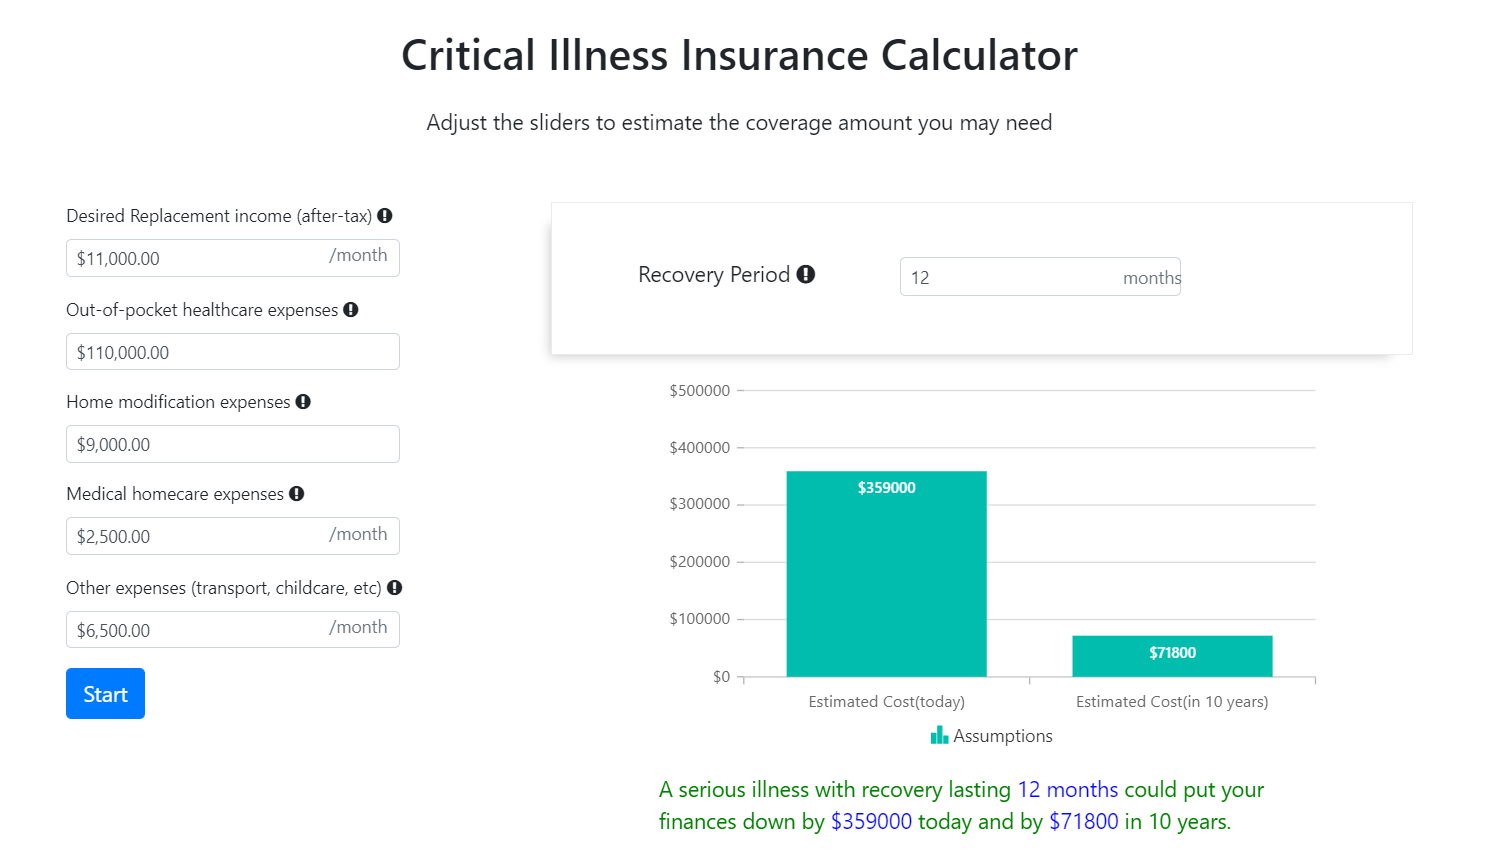 Critical Illness Insurance Calculator
Adjust the sliders to estimate the coverage amount you may need
Desired Replacement income (after-tax)
$11,000.00 /month
Out-of-pocket healthcare expenses
$110,000.00
Home modification expenses
$9,000.00
Medical homecare expenses
$2,500.00 /month
Other expenses (transport, childcare, etc)
$6,500.00 /month
Start
Recovery Period
12 months
$500000
$400000
$300000
$200000
$100000
$0
$359000
$71800
Estimated Cost(today)
Estimated Cost(in 10 years)
Assumptions
A serious illness with recovery lasting 12 months could put your
finances down by $359000 today and by $71800 in 10 years.